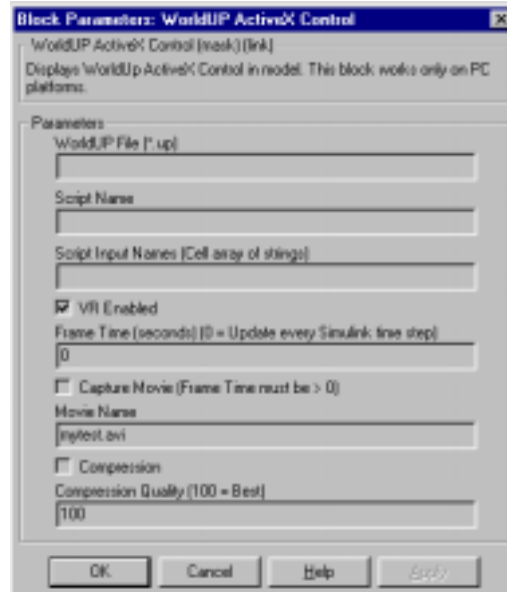 Block Parameters: WorldUP ActiveX Control
WorldUP ActiveX Control (mask) (link)
Displays WorldUp ActiveX Control in model. This block works only on PC
platforms.
Parameters
WorldUP File (*.up)
Script Name
Script Input Names (Cell array of strings)
VR Enabled
Frame Time (seconds) (0 = Update every Simulink time step)
0
Capture Movie (Frame Time must be > 0)
Movie Name
mytest.avi
Compression
Compression Quality (100 = Best)
100
OK Cancel Help Apply